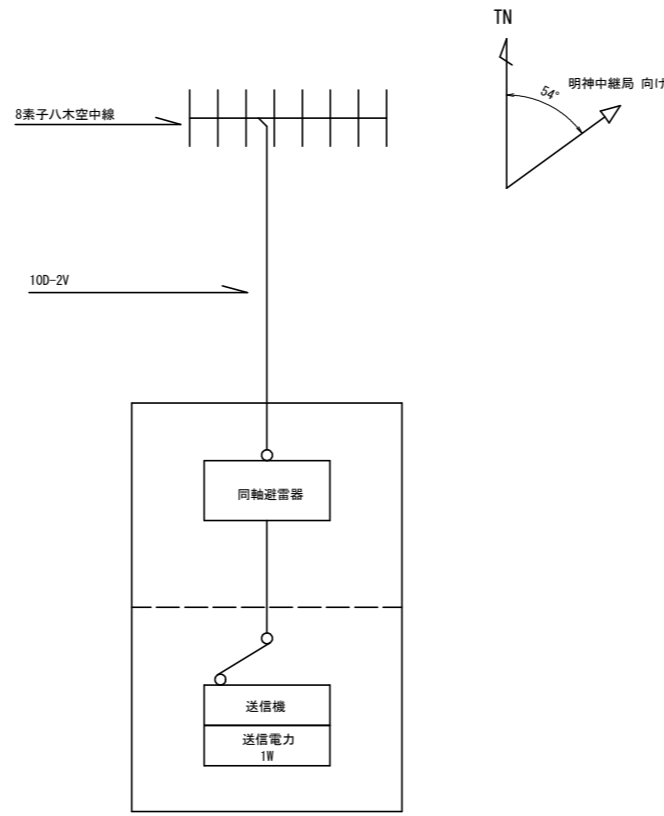 TN
54°
明神中継局 向け
8素子八木空中線
10D-2V
同軸避雷器
送信機
送信電力
1W